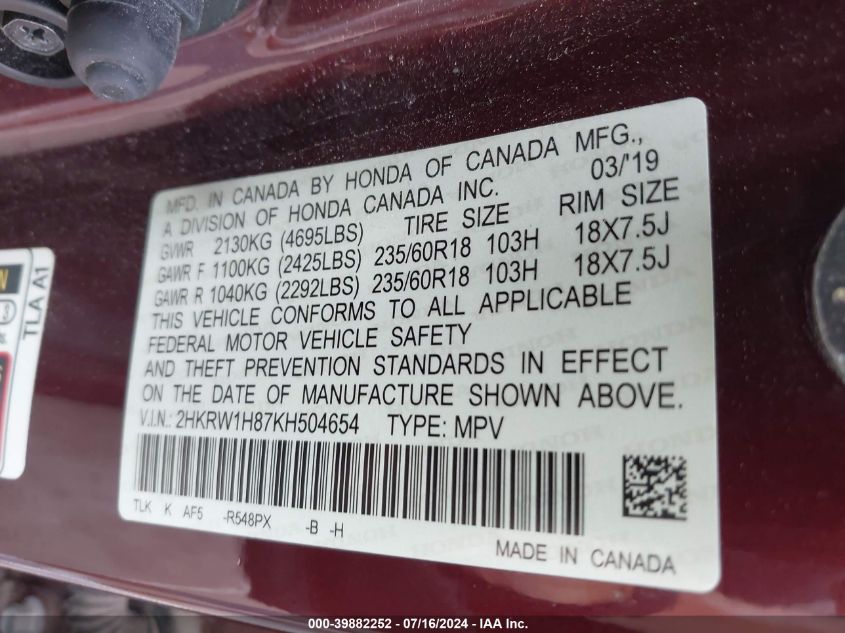 MFD. IN CANADA BY HONDA OF CANADA MFG.,
A DIVISION OF HONDA CANADA INC. 03/'19
GVWR 2130KG (4695LBS) TIRE SIZE RIM SIZE
GAWR F 1100KG (2425LBS) 235/60R18 103H 18X7.5J
GAWR R 1040KG (2292LBS) 235/60R18 103H 18X7.5J
THIS VEHICLE CONFORMS TO ALL APPLICABLE
FEDERAL MOTOR VEHICLE SAFETY
AND THEFT PREVENTION STANDARDS IN EFFECT
ON THE DATE OF MANUFACTURE SHOWN ABOVE.
V.I.N.: 2HKRW1H87KH504654 TYPE: MPV
TLK K AF5 -R548PX -B -H
MADE IN CANADA
TLA A1
000-39882252 - 07/16/2024 - IAA Inc.